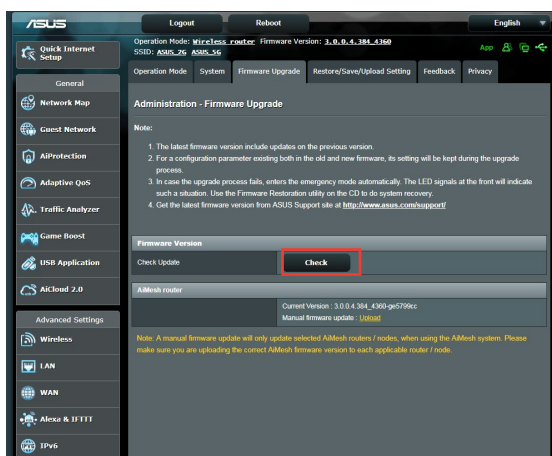 ASUS
Logout
Reboot
English
Operation Mode: Wireless router Firmware Version: 3.0.0.4.384_4360
SSID: ASUS_2G ASUS_5G
App
Quick Internet
Setup
Operation Mode System Firmware Upgrade Restore/Save/Upload Setting Feedback Privacy
General
Network Map
Guest Network
AiProtection
Adaptive QoS
Traffic Analyzer
Game Boost
USB Application
AiCloud 2.0
Advanced Settings
Wireless
LAN
WAN
Alexa & IFTTT
IPv6
Administration - Firmware Upgrade
Note:
1. The latest firmware version include updates on the previous version.
2. For a configuration parameter existing both in the old and new firmware, its setting will be kept during the upgrade
process.
3. In case the upgrade process fails, enters the emergency mode automatically. The LED signals at the front will indicate
such a situation. Use the Firmware Restoration utility on the CD to do system recovery.
4. Get the latest firmware version from ASUS Support site at http://www.asus.com/support/
Firmware Version
Check Update
Check
AiMesh router
Current Version : 3.0.0.4.384_4360-ge5799cc
Manual firmware update : Upload
Note: A manual firmware update will only update selected AiMesh routers / nodes, when using the AiMesh system. Please
make sure you are uploading the correct AiMesh firmware version to each applicable router / node.